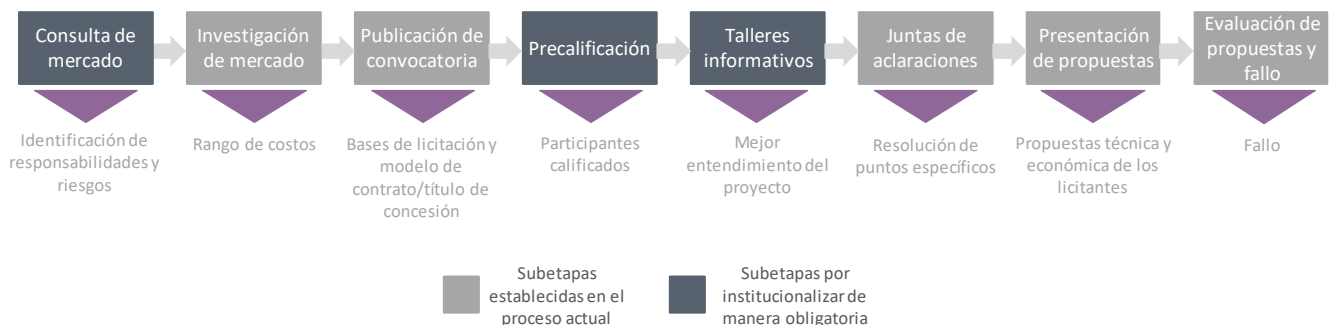 Consulta de
mercado
Investigación
de mercado
Publicación de
convocatoria
Precalificación
Talleres
informativos
Juntas de
aclaraciones
Presentación
de propuestas
Evaluación de
propuestas y
fallo
Identificación de
responsabilidades y
riesgos
Rango de costos
Bases de licitación y
modelo de
contrato/título de
concesión
Participantes
calificados
Mejor
entendimiento del
proyecto
Resolución de
puntos específicos
Propuestas técnica y
económica de los
licitantes
Fallo
Subetapas
establecidas en el
proceso actual
Subetapas por
institucionalizar de
manera obligatoria